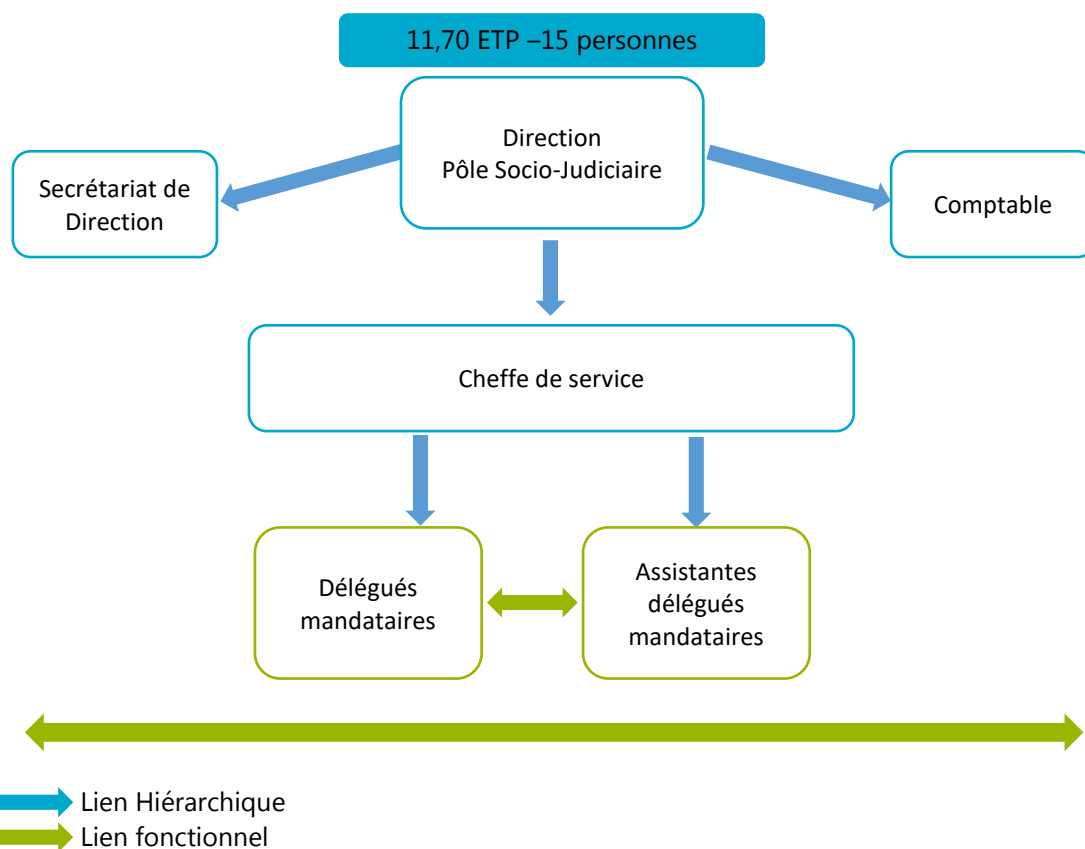 11,70 ETP –15 personnes
Direction
Pôle Socio-Judiciaire
Secrétariat de
Direction
Comptable
Cheffe de service
Délégués
mandataires
Assistantes
délégués
mandataires
Lien Hiérarchique
Lien fonctionnel